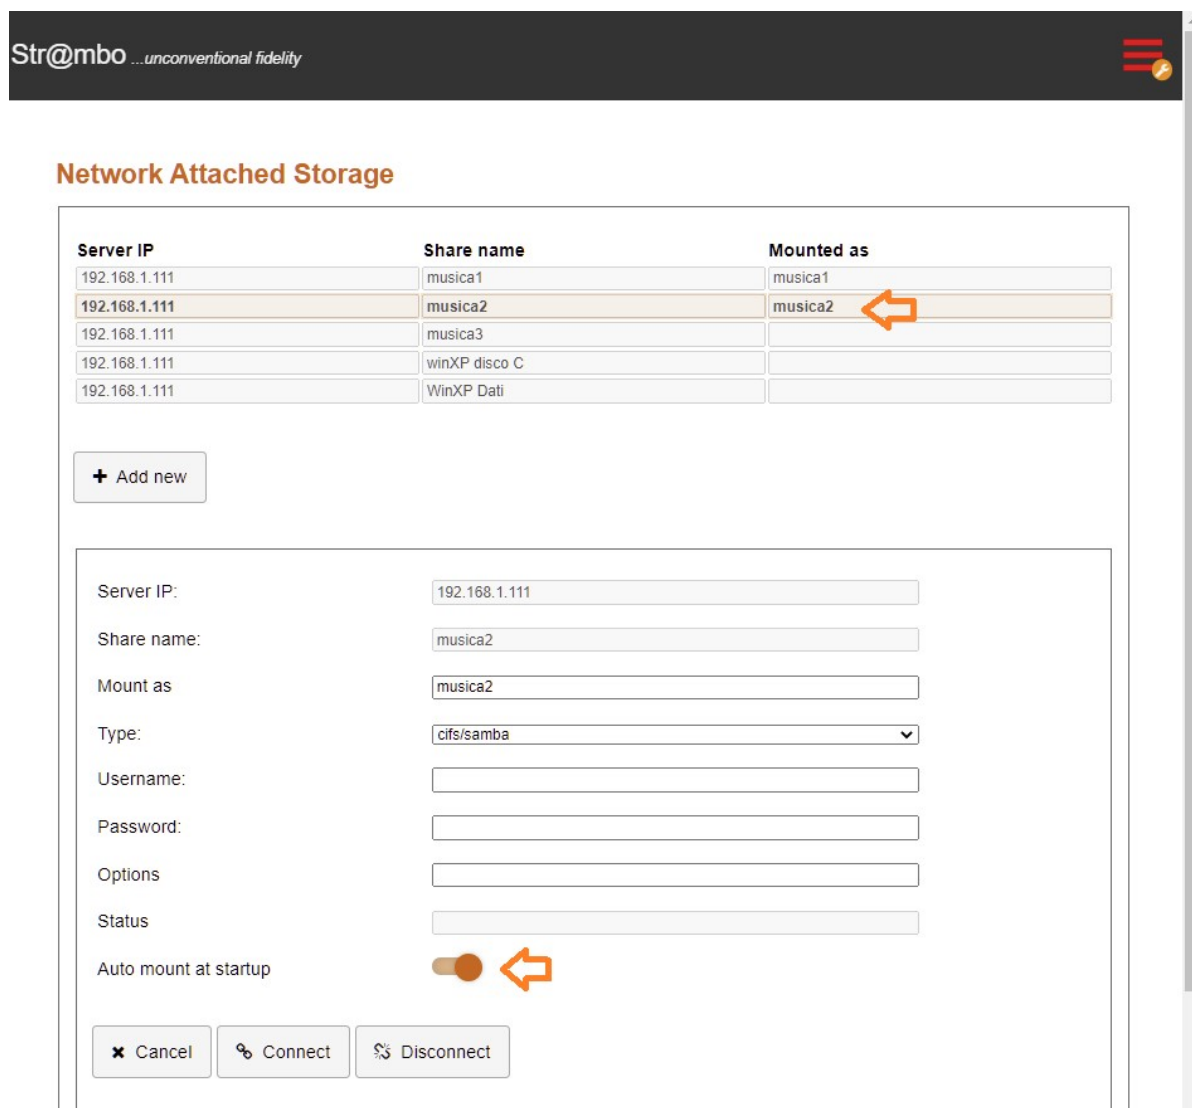 Str@mbo ...unconventional fidelity
Network Attached Storage
Server IP Share name Mounted as
192.168.1.111 musica1 musica1
192.168.1.111 musica2 musica2
192.168.1.111 musica3
192.168.1.111 winXP disco C
192.168.1.111 WinXP Dati
+ Add new
Server IP: 192.168.1.111
Share name: musica2
Mount as musica2
Type: cifs/samba
Username:
Password:
Options
Status
Auto mount at startup
Cancel Connect Disconnect